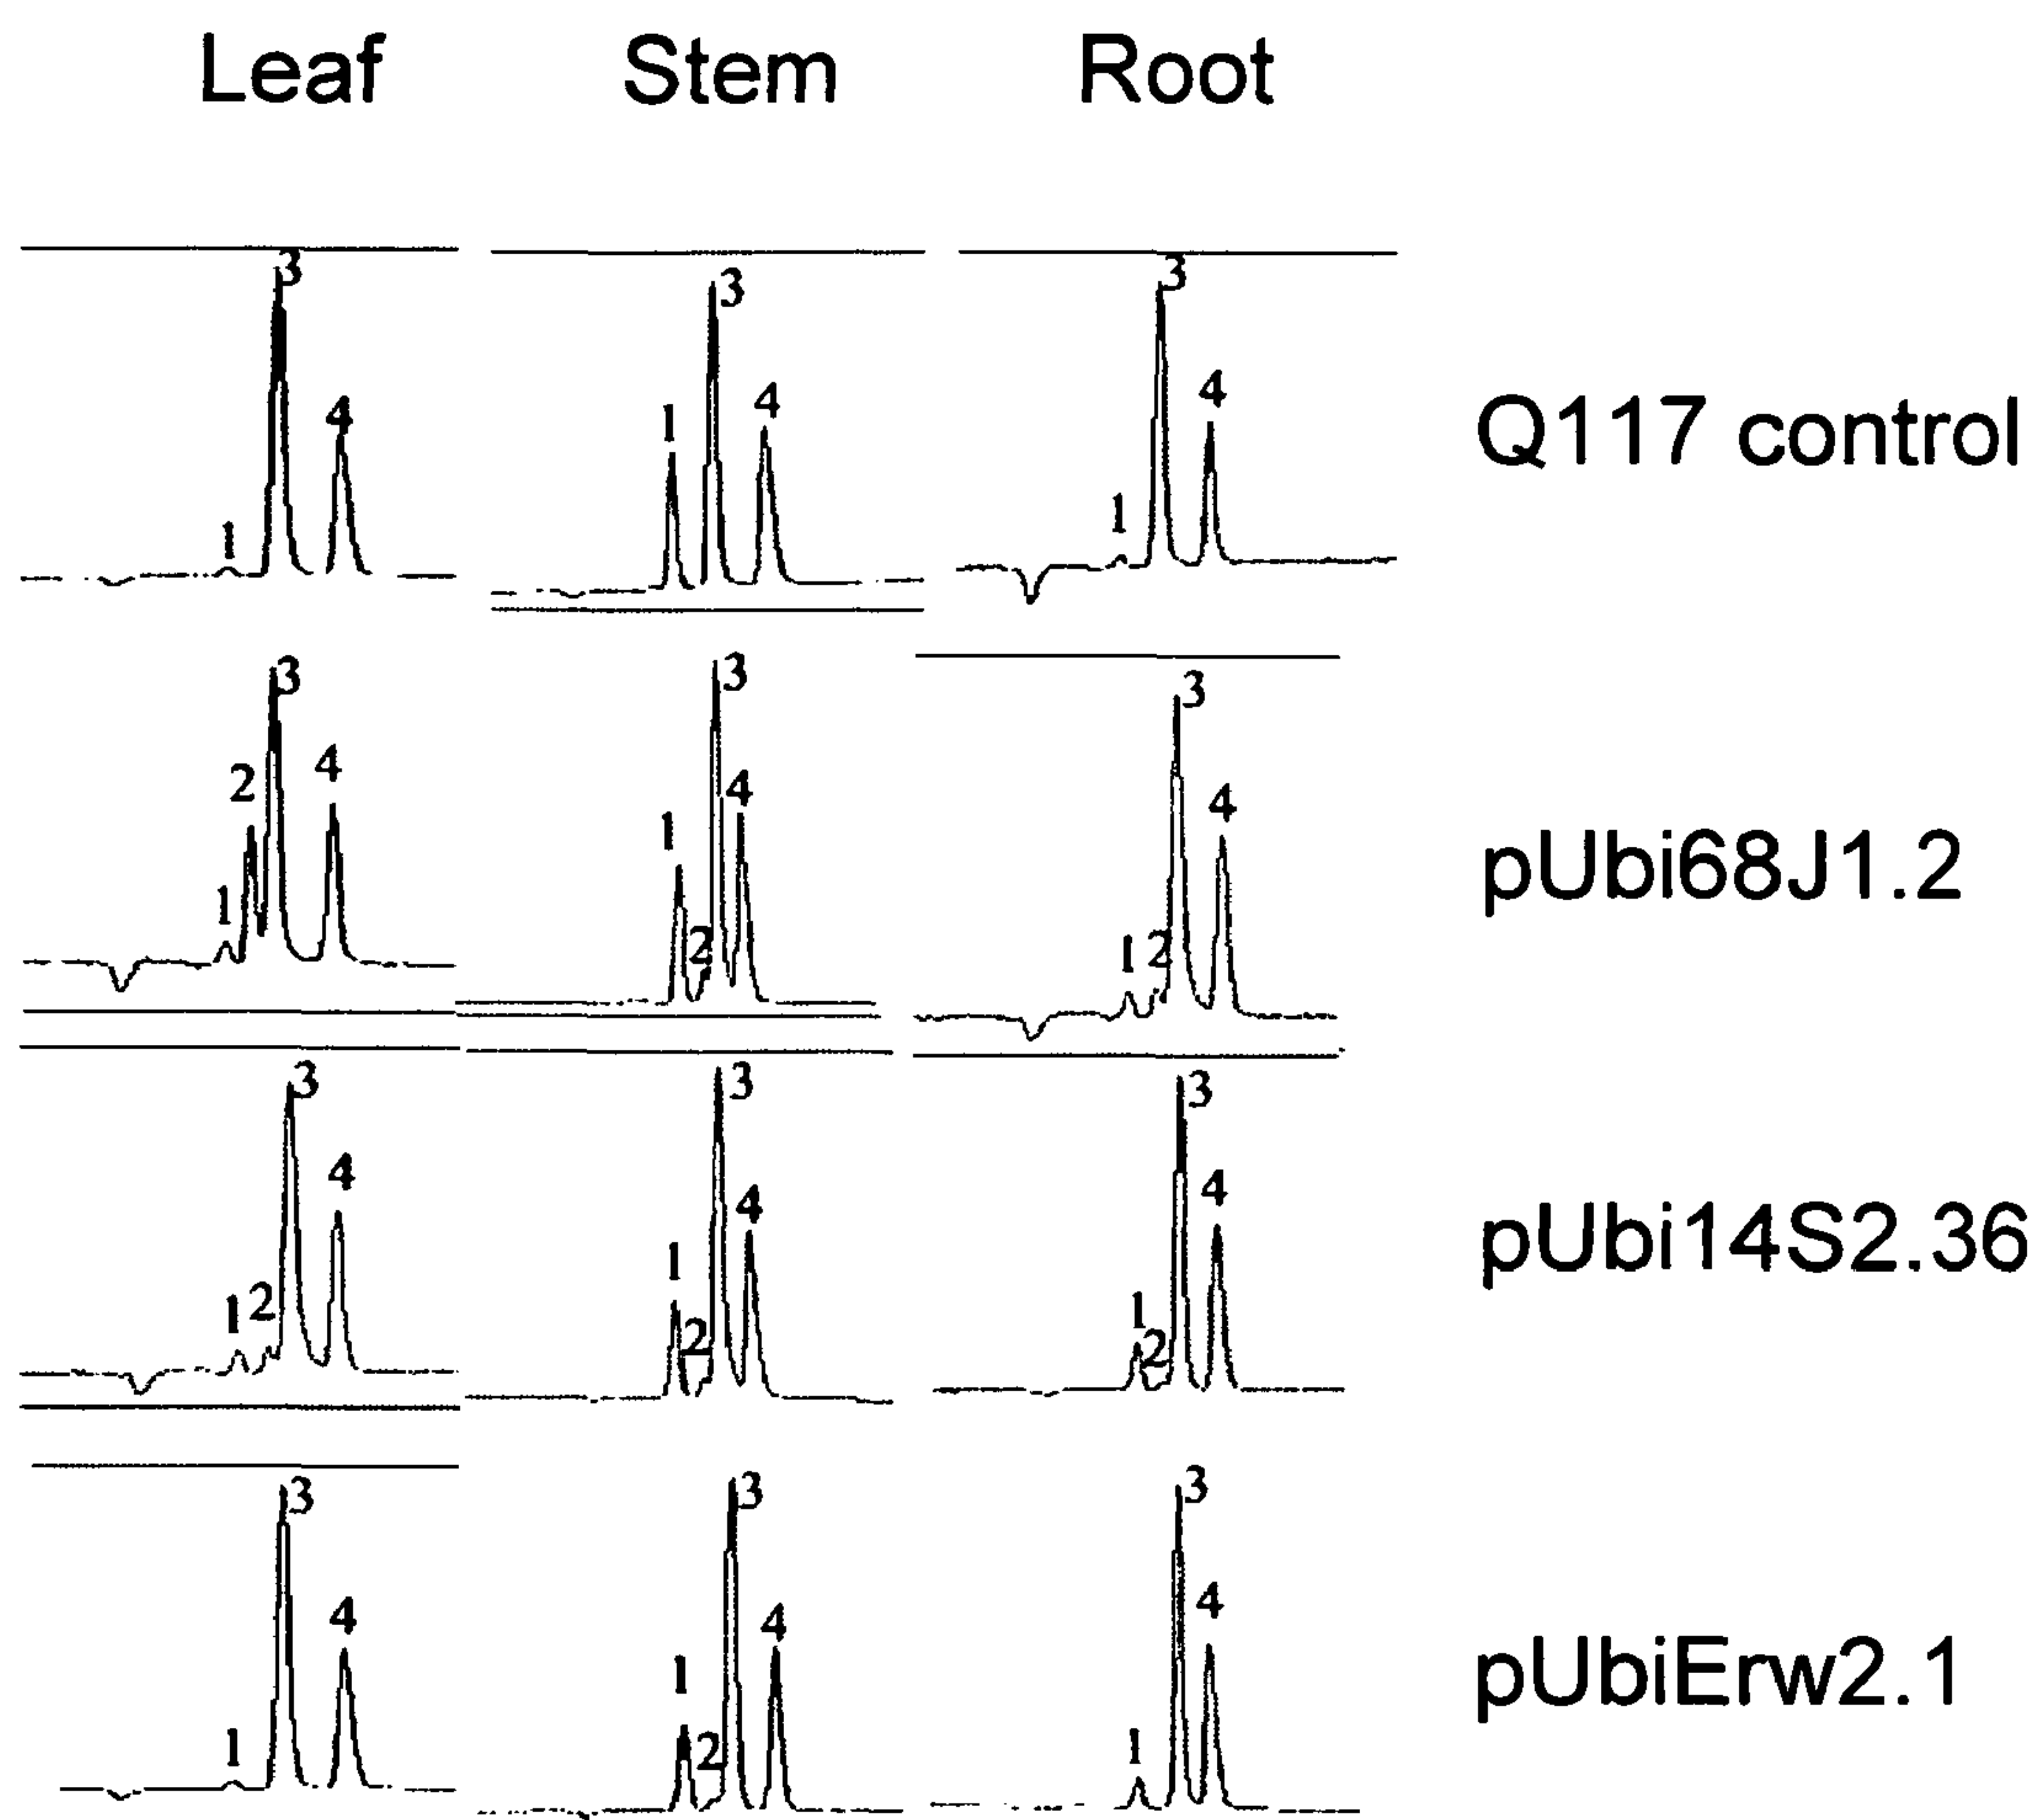 Leaf Stem Root
3 3 3
1 4 1 4 1 4
Q117 control
3 3 3
1 2 4 1 2 4 1 2 4
pUbi68J1.2
3 3 3
1 2 4 1 2 4 1 2 4
pUbi14S2.36
3 3 3
1 4 1 2 4 1 4
pUbiErw2.1